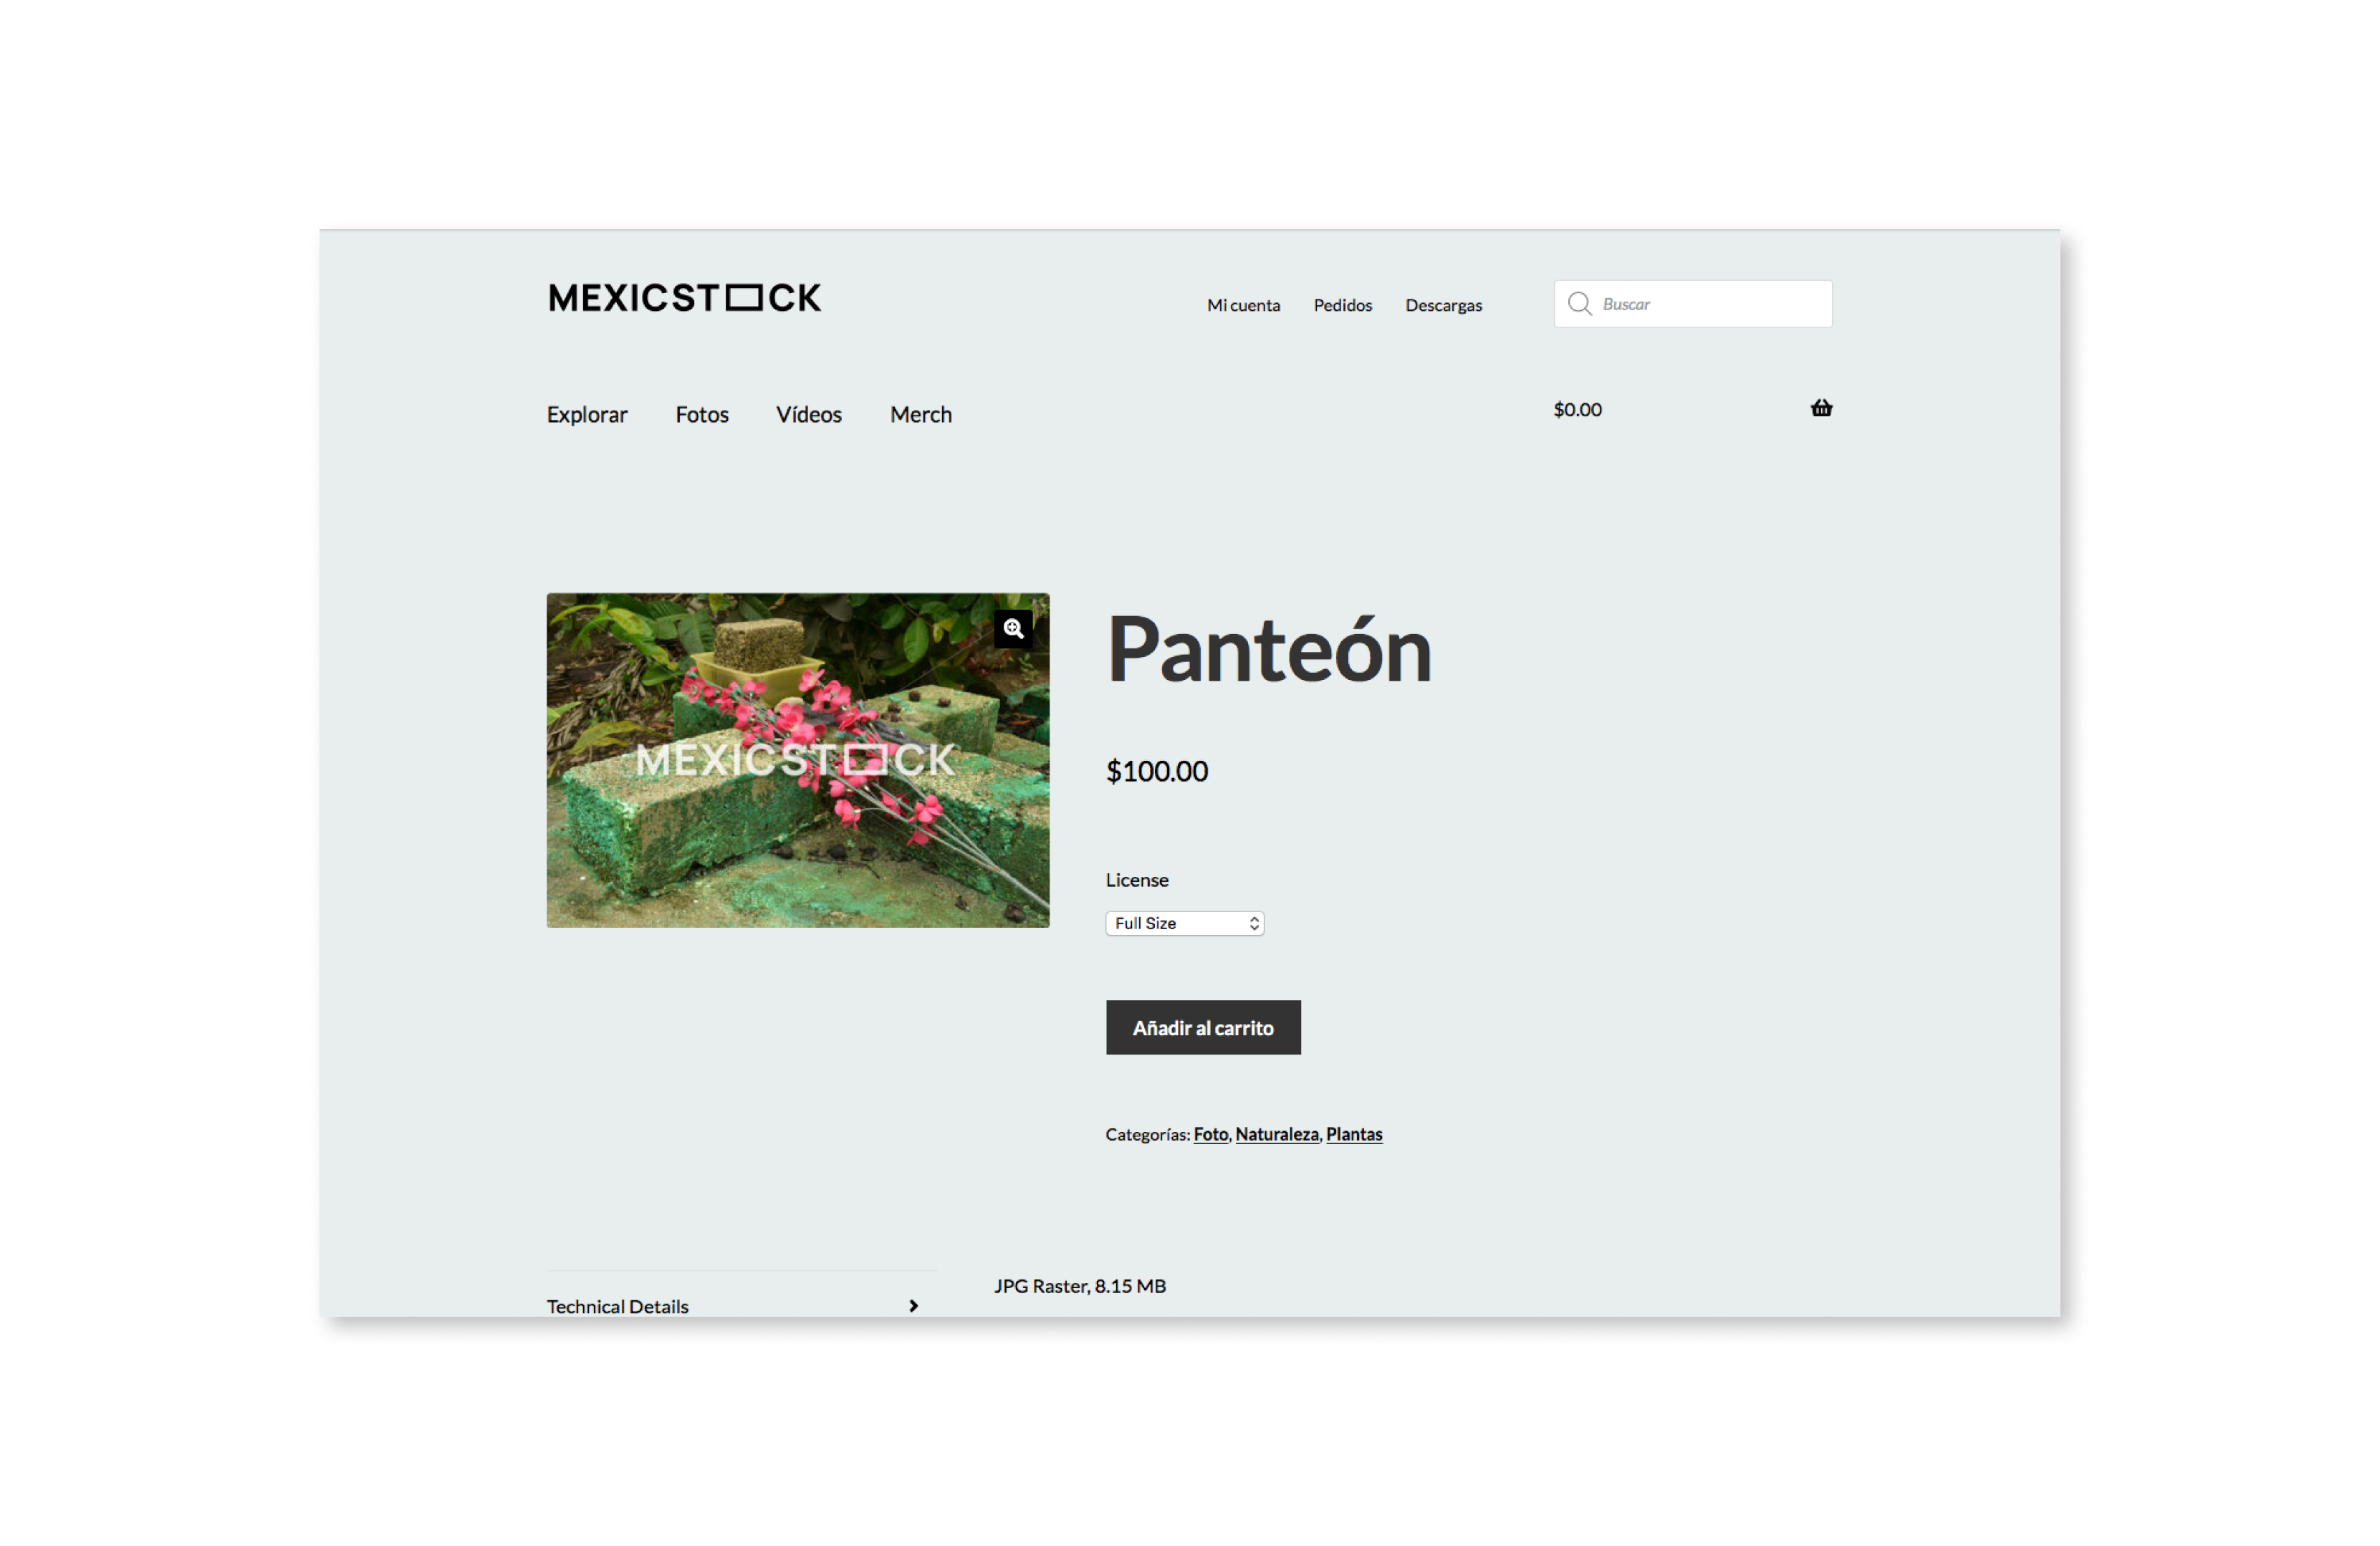 MEXICSTOCK
Mi cuenta Pedidos Descargas
Buscar
Explorar Fotos Vídeos Merch
$0.00
MEXICSTOCK
Panteón
$100.00
License
Full Size
Añadir al carrito
Categorías: Foto, Naturaleza, Plantas
JPG Raster, 8.15 MB
Technical Details